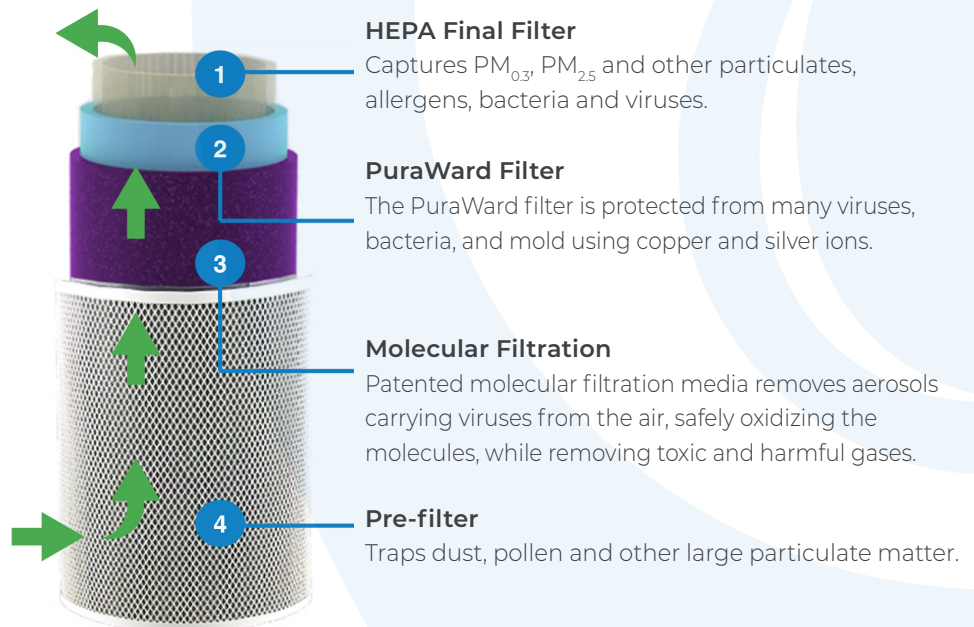 HEPA Final Filter
1
Captures PM0.3, PM2.5 and other particulates,
allergens, bacteria and viruses.
2
PuraWard Filter
The PuraWard filter is protected from many viruses,
bacteria, and mold using copper and silver ions.
3
Molecular Filtration
Patented molecular filtration media removes aerosols
carrying viruses from the air, safely oxidizing the
molecules, while removing toxic and harmful gases.
4
Pre-filter
Traps dust, pollen and other large particulate matter.